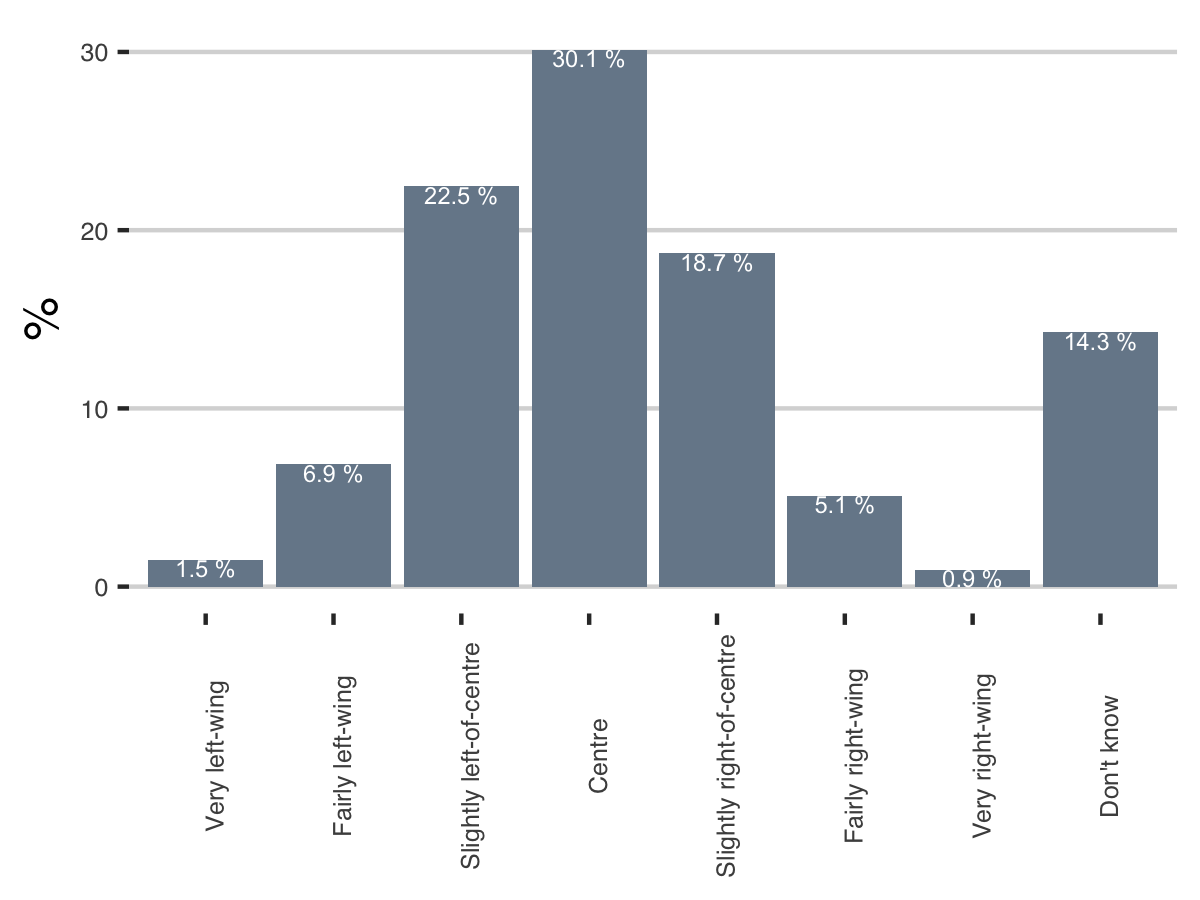 30
20
10
0
%
1.5 %
6.9 %
22.5 %
30.1 %
18.7 %
5.1 %
0.9 %
14.3 %
Very left-wing
Fairly left-wing
Slightly left-of-centre
Centre
Slightly right-of-centre
Fairly right-wing
Very right-wing
Don't know